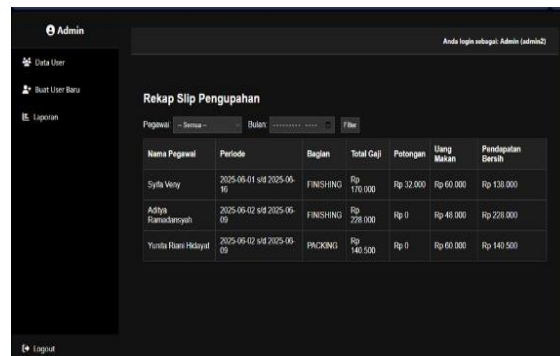 Admin
Anda login sebagai: Admin (admin2)
Data User
Buat User Baru
Laporan
Rekap Slip Pengupahan
Pegawai: -- Semua -- Bulan: --------- ---- Filter
Nama Pegawai Periode Bagian Total Gaji Potongan Uang Makan Pendapatan Bersih
Syifa Veny 2025-06-01 s/d 2025-06-16 FINISHING Rp 170.000 Rp 32.000 Rp 60.000 Rp 138.000
Aditya Ramadansyah 2025-06-02 s/d 2025-06-09 FINISHING Rp 228.000 Rp 0 Rp 48.000 Rp 228.000
Yunita Riani Hidayat 2025-06-02 s/d 2025-06-09 PACKING Rp 140.500 Rp 0 Rp 60.000 Rp 140.500
Logout